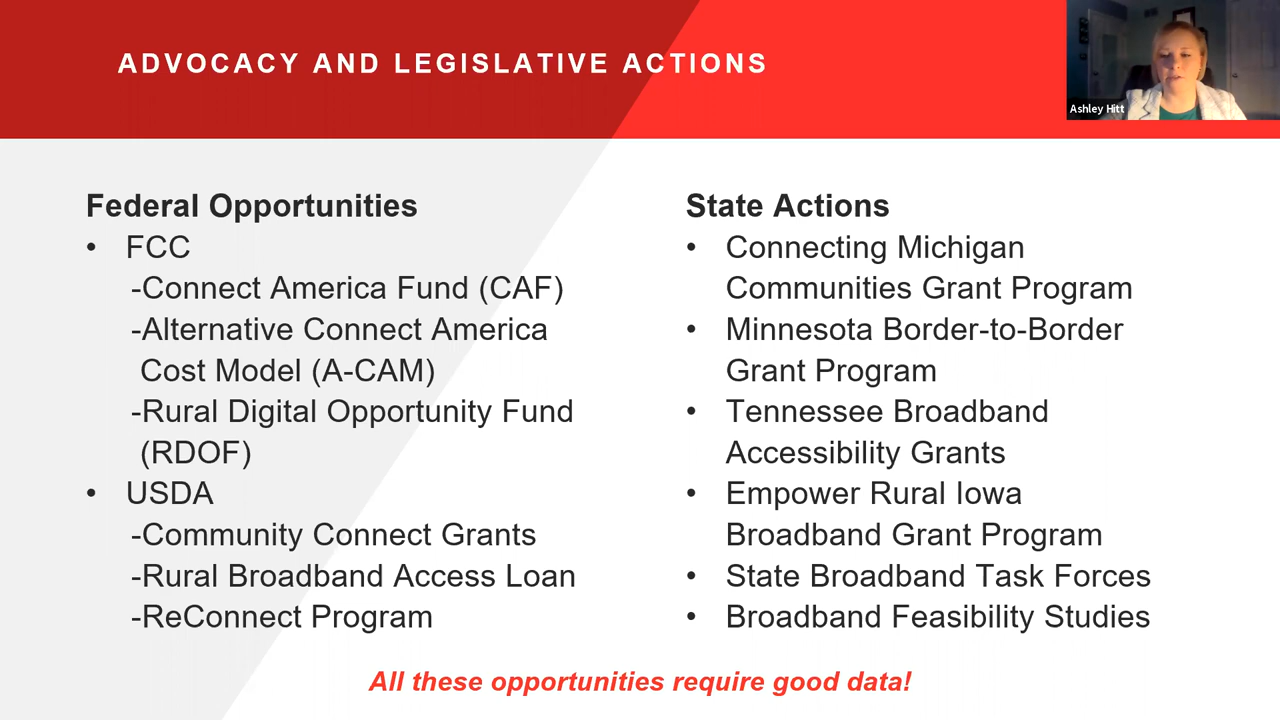 ADVOCACY AND LEGISLATIVE ACTIONS
Ashley Hitt
Federal Opportunities
• FCC
-Connect America Fund (CAF)
-Alternative Connect America
Cost Model (A-CAM)
-Rural Digital Opportunity Fund
(RDOF)
• USDA
-Community Connect Grants
-Rural Broadband Access Loan
-ReConnect Program
State Actions
• Connecting Michigan
Communities Grant Program
• Minnesota Border-to-Border
Grant Program
• Tennessee Broadband
Accessibility Grants
• Empower Rural Iowa
Broadband Grant Program
• State Broadband Task Forces
• Broadband Feasibility Studies
All these opportunities require good data!